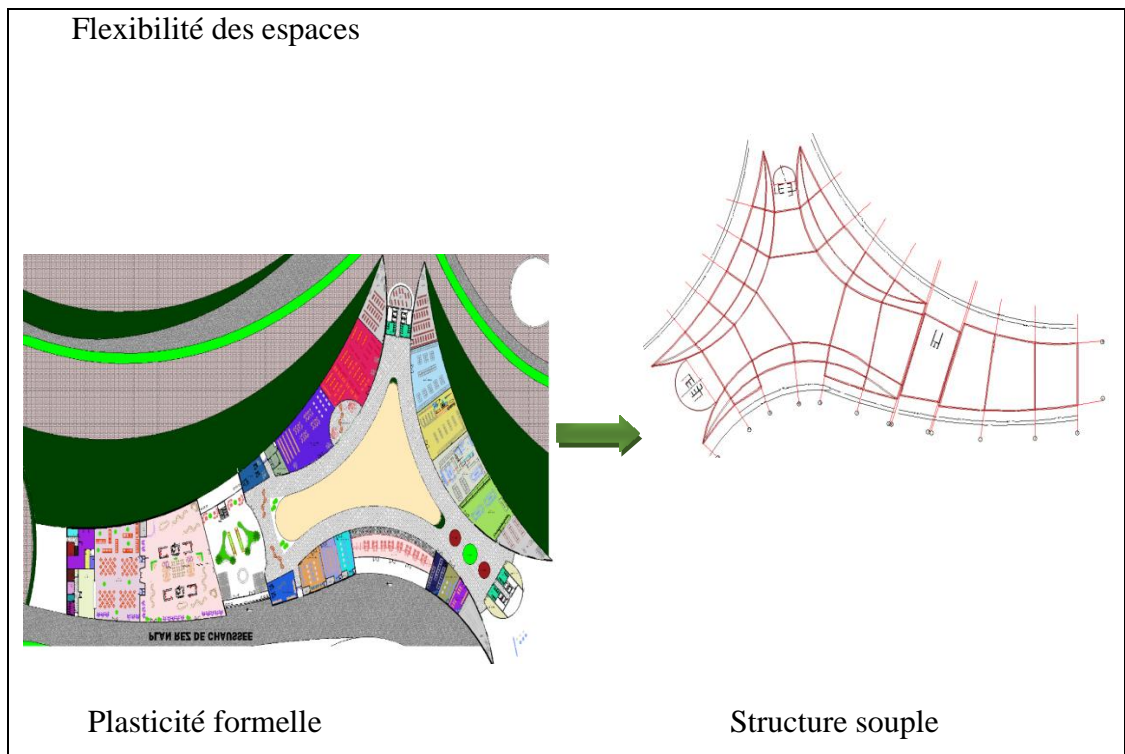 Flexibilité des espaces
PLAN REZ DE CHAUSSEE
Plasticité formelle
Structure souple